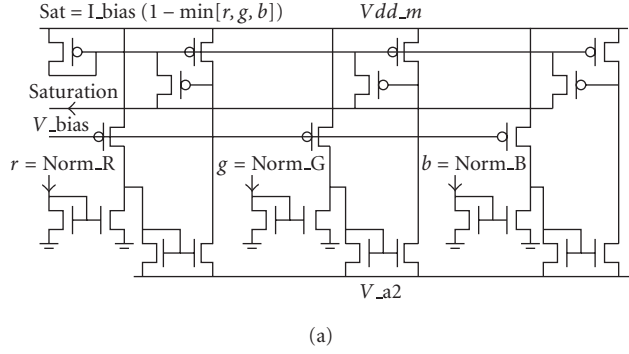 Sat = I_bias (1 − min[r, g, b]
Vdd_m
Saturation
V_bias
r = Norm_R
g = Norm_G
b = Norm_B
V_a2
(a)